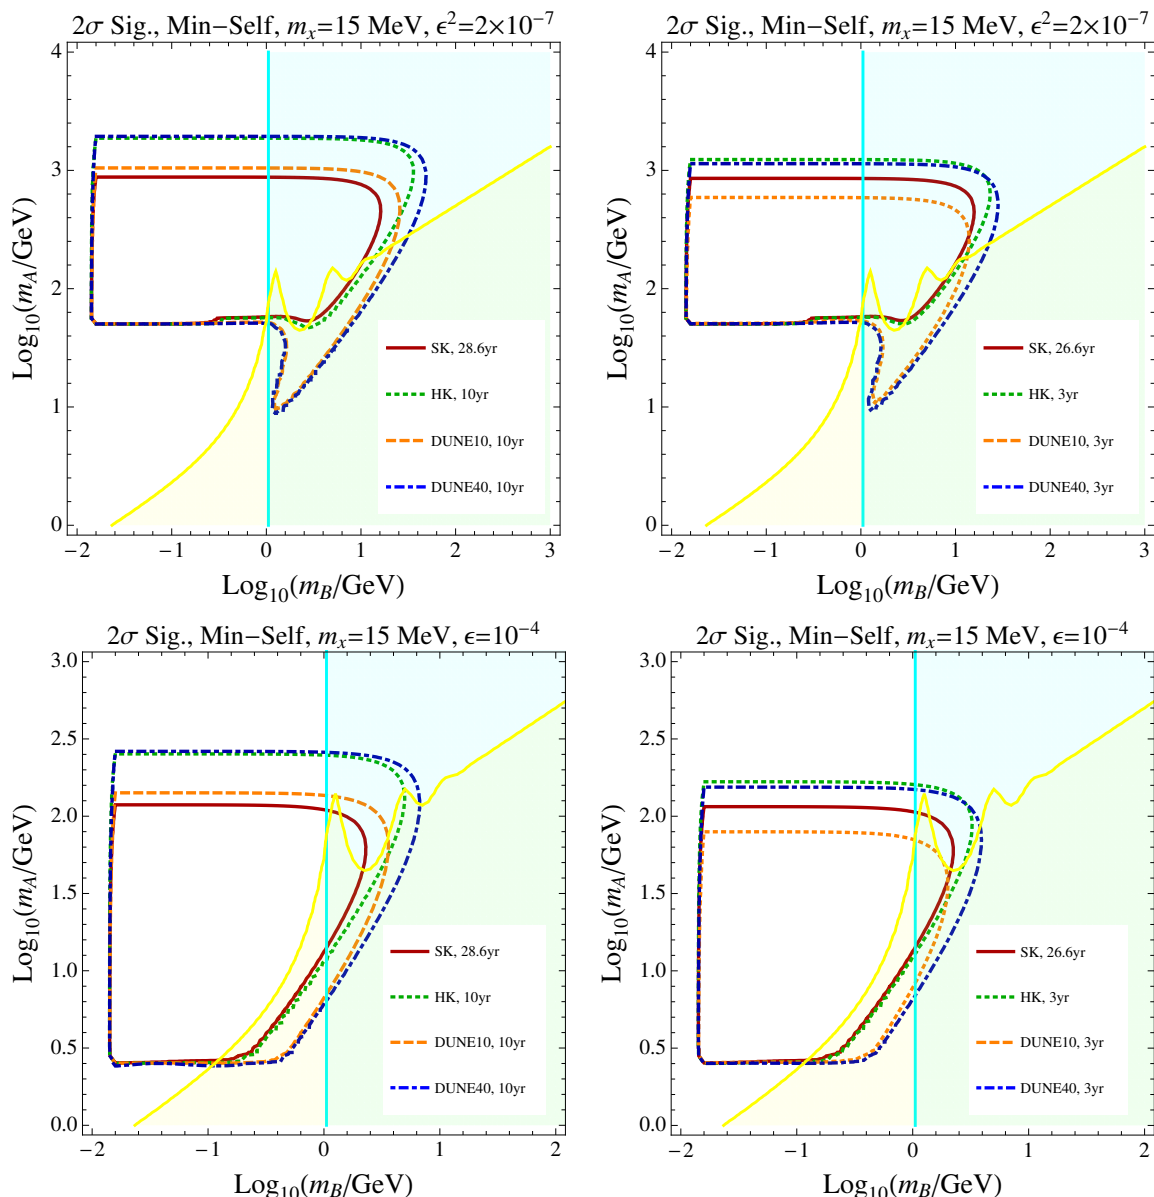 2σ Sig., Min−Self, mₓ=15 MeV, ϵ²=2×10⁻⁷
Log₁₀(m_A/GeV)
4
3
2
1
0
−2 −1 0 1 2 3
Log₁₀(m_B/GeV)
SK, 28.6yr
HK, 10yr
DUNE10, 10yr
DUNE40, 10yr
2σ Sig., Min−Self, mₓ=15 MeV, ϵ²=2×10⁻⁷
Log₁₀(m_A/GeV)
4
3
2
1
0
−2 −1 0 1 2 3
Log₁₀(m_B/GeV)
SK, 26.6yr
HK, 3yr
DUNE10, 3yr
DUNE40, 3yr
2σ Sig., Min−Self, mₓ=15 MeV, ϵ=10⁻⁴
Log₁₀(m_A/GeV)
3.0
2.5
2.0
1.5
1.0
0.5
0.0
−2 −1 0 1 2
Log₁₀(m_B/GeV)
SK, 28.6yr
HK, 10yr
DUNE10, 10yr
DUNE40, 10yr
2σ Sig., Min−Self, mₓ=15 MeV, ϵ=10⁻⁴
Log₁₀(m_A/GeV)
3.0
2.5
2.0
1.5
1.0
0.5
0.0
−2 −1 0 1 2
Log₁₀(m_B/GeV)
SK, 26.6yr
HK, 3yr
DUNE10, 3yr
DUNE40, 3yr